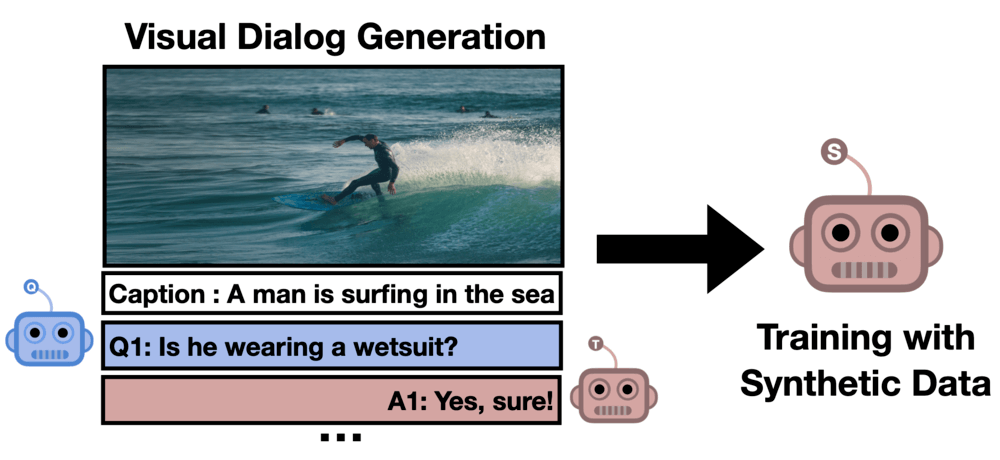 Visual Dialog Generation
Caption : A man is surfing in the sea
Q
Q1: Is he wearing a wetsuit?
A1: Yes, sure!
T
...
S
Training with
Synthetic Data